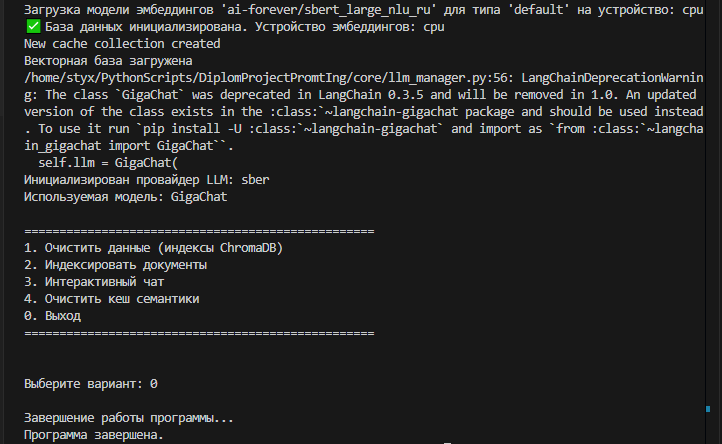 Загрузка модели эмбеддингов 'ai-forever/sbert_large_nlu_ru' для типа 'default' на устройство: cpu
✅ База данных инициализирована. Устройство эмбеддингов: cpu
New cache collection created
Векторная база загружена
/home/styx/PythonScripts/DiplomProjectPromtIng/core/llm_manager.py:56: LangChainDeprecationWarnin
g: The class `GigaChat` was deprecated in LangChain 0.3.5 and will be removed in 1.0. An updated
version of the class exists in the :class:`~langchain-gigachat package and should be used instead
. To use it run `pip install -U :class:`~langchain-gigachat` and import as `from :class:`~langcha
in_gigachat import GigaChat``.
  self.llm = GigaChat(
Инициализирован провайдер LLM: sber
Используемая модель: GigaChat
==================================================
1. Очистить данные (индексы ChromaDB)
2. Индексировать документы
3. Интерактивный чат
4. Очистить кеш семантики
0. Выход
==================================================
Выберите вариант: 0
Завершение работы программы...
Программа завершена.